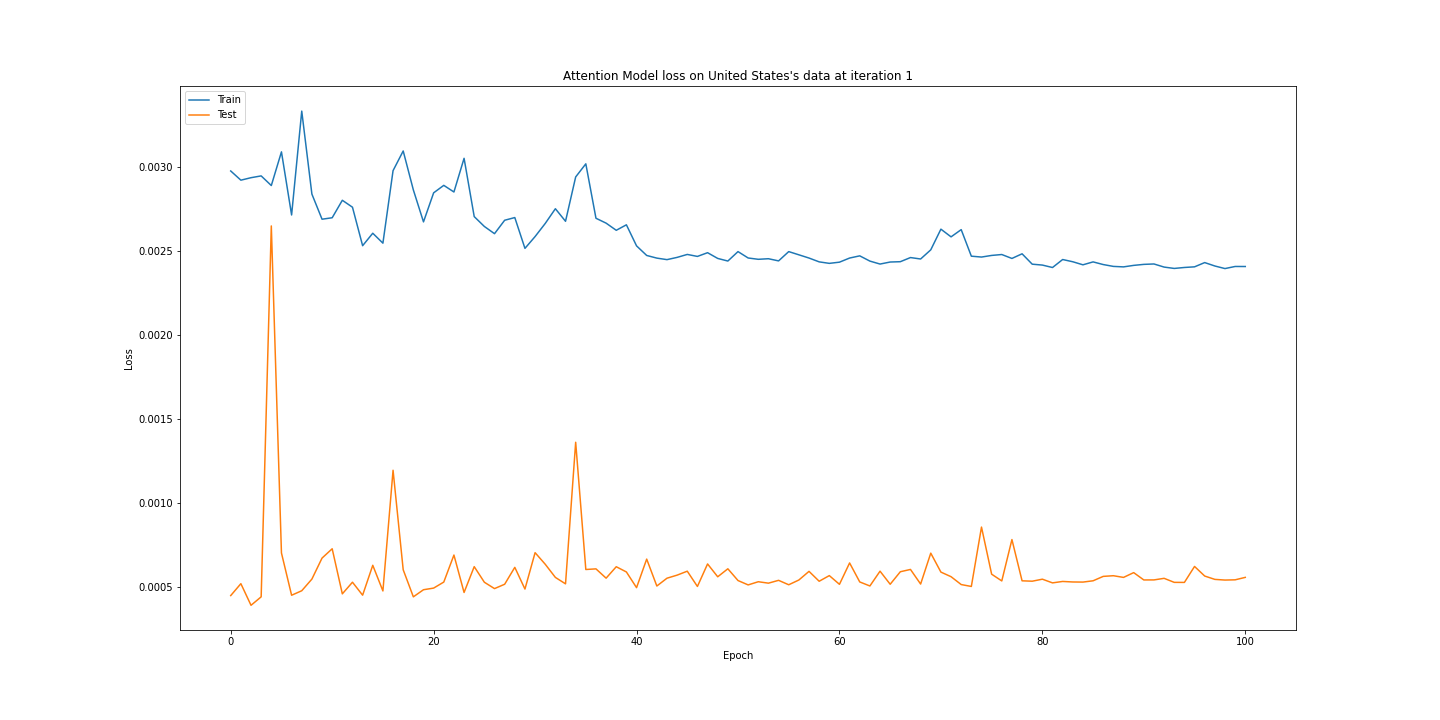 Attention Model loss on United States's data at iteration 1
Train
Test
0.0030
0.0025
0.0020
0.0015
0.0010
0.0005
Loss
0 20 40 60 80 100
Epoch